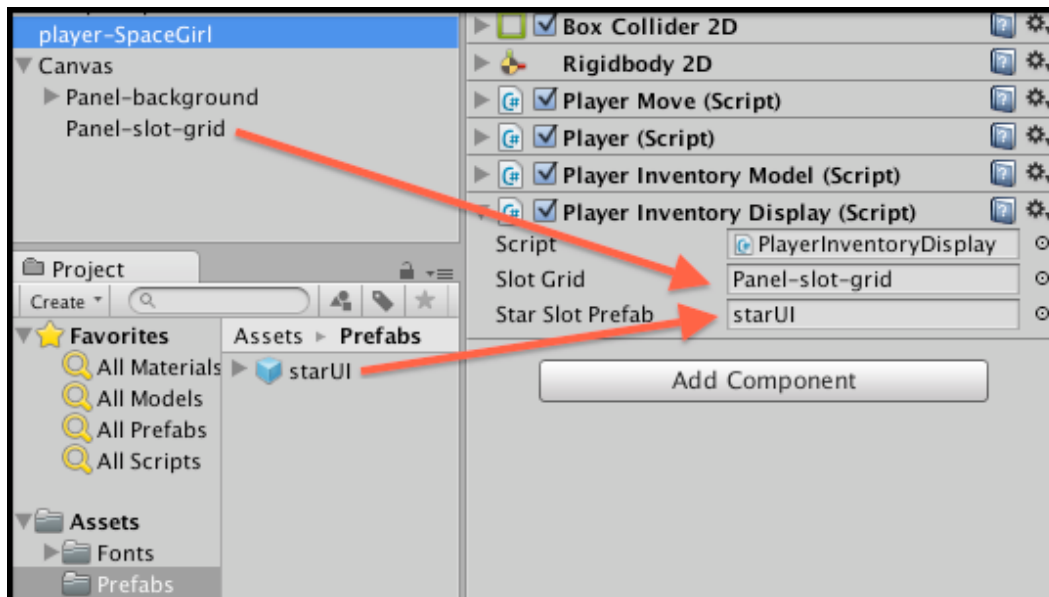 player-SpaceGirl
Canvas
Panel-background
Panel-slot-grid
Project
Create
Favorites
All Materials
All Models
All Prefabs
All Scripts
Assets
Fonts
Prefabs
Assets Prefabs
starUI
Box Collider 2D
Rigidbody 2D
Player Move (Script)
Player (Script)
Player Inventory Model (Script)
Player Inventory Display (Script)
Script PlayerInventoryDisplay
Slot Grid Panel-slot-grid
Star Slot Prefab starUI
Add Component